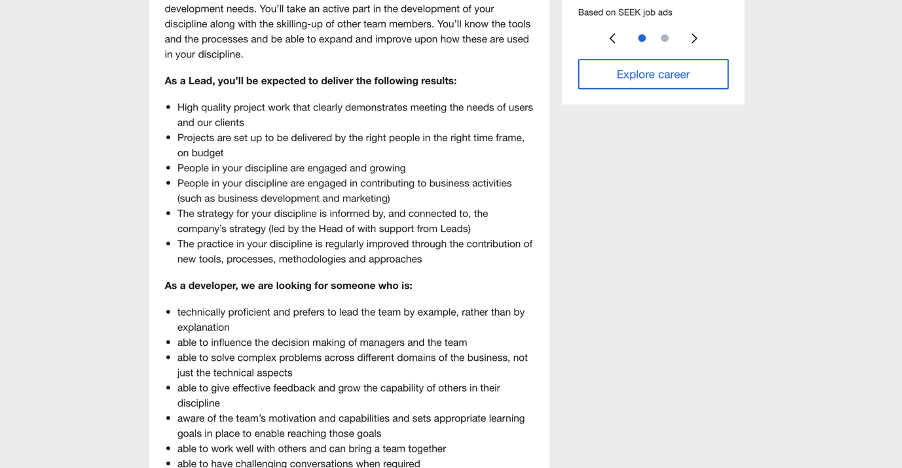 development needs. You'll take an active part in the development of your
discipline along with the skilling-up of other team members. You'll know the tools
and the processes and be able to expand and improve upon how these are used
in your discipline.
As a Lead, you'll be expected to deliver the following results:
• High quality project work that clearly demonstrates meeting the needs of users
and our clients
• Projects are set up to be delivered by the right people in the right time frame,
on budget
• People in your discipline are engaged and growing
• People in your discipline are engaged in contributing to business activities
(such as business development and marketing)
• The strategy for your discipline is informed by, and connected to, the
company's strategy (led by the Head of with support from Leads)
• The practice in your discipline is regularly improved through the contribution of
new tools, processes, methodologies and approaches
As a developer, we are looking for someone who is:
• technically proficient and prefers to lead the team by example, rather than by
explanation
• able to influence the decision making of managers and the team
• able to solve complex problems across different domains of the business, not
just the technical aspects
• able to give effective feedback and grow the capability of others in their
discipline
• aware of the team's motivation and capabilities and sets appropriate learning
goals in place to enable reaching those goals
• able to work well with others and can bring a team together
• able to have challenging conversations when required
Based on SEEK job ads
Explore career